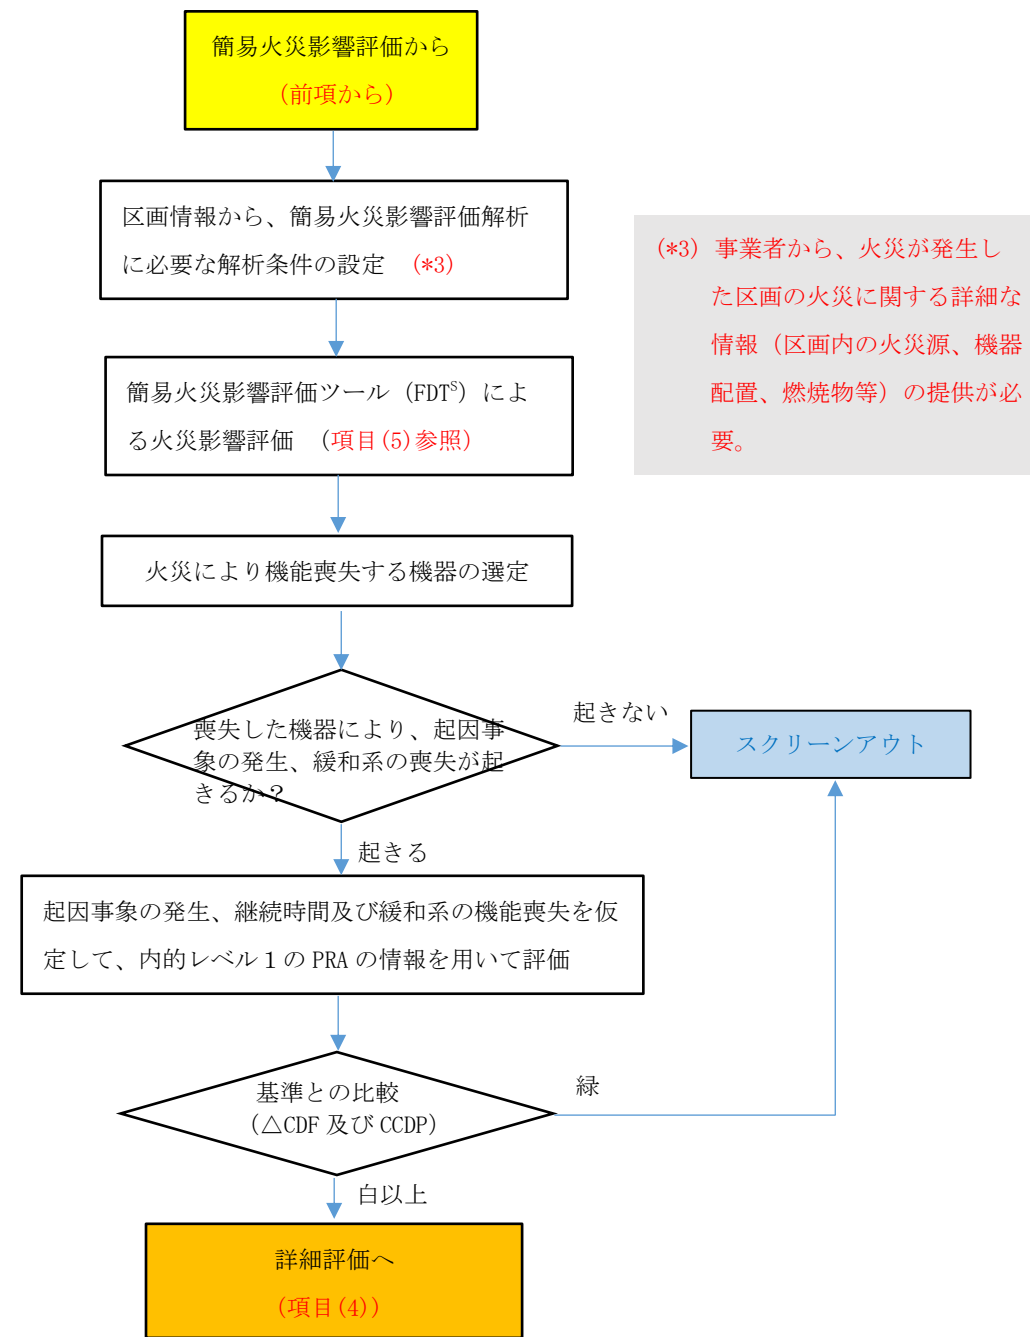 簡易火災影響評価から
(前項から)
区画情報から、簡易火災影響評価解析
に必要な解析条件の設定 (*3)
(*3) 事業者から、火災が発生し
た区画の火災に関する詳細な
情報（区画内の火災源、機器
配置、燃焼物等）の提供が必
要。
簡易火災影響評価ツール（FDTS）によ
る火災影響評価 （項目(5)参照）
火災により機能喪失する機器の選定
喪失した機器により、起因事
象の発生、緩和系の喪失が起
きるか？
起きない
スクリーンアウト
起きる
起因事象の発生、継続時間及び緩和系の機能喪失を仮
定して、内的レベル１の PRA の情報を用いて評価
基準との比較
（△CDF 及び CCDP）
緑
白以上
詳細評価へ
(項目(4))